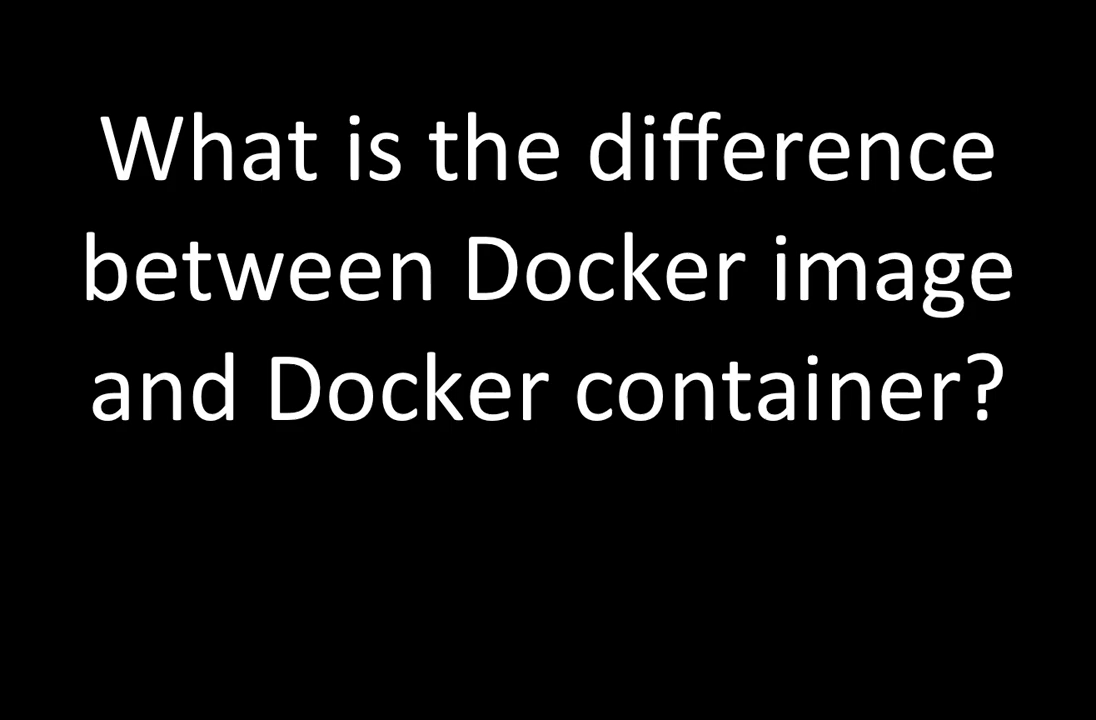 What is the difference
between Docker image
and Docker container?